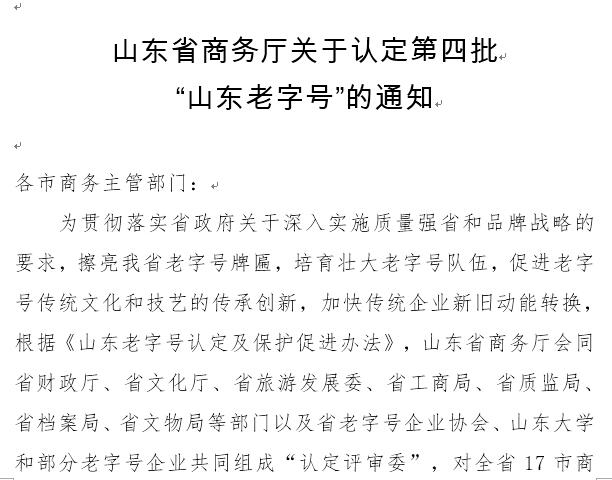 山东省商务厅关于认定第四批
“山东老字号”的通知
各市商务主管部门：
为贯彻落实省政府关于深入实施质量强省和品牌战略的
要求，擦亮我省老字号牌匾，培育壮大老字号队伍，促进老字
号传统文化和技艺的传承创新，加快传统企业新旧动能转换，
根据《山东老字号认定及保护促进办法》，山东省商务厅会同
省财政厅、省文化厅、省旅游发展委、省工商局、省质监局、
省档案局、省文物局等部门以及省老字号企业协会、山东大学
和部分老字号企业共同组成“认定评审委”，对全省 17 市商